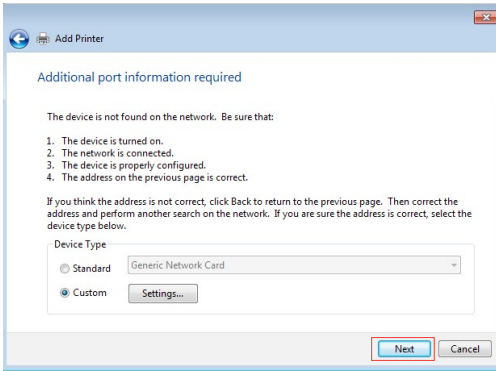 Add Printer
Additional port information required
The device is not found on the network. Be sure that:
1. The device is turned on.
2. The network is connected.
3. The device is properly configured.
4. The address on the previous page is correct.
If you think the address is not correct, click Back to return to the previous page. Then correct the
address and perform another search on the network. If you are sure the address is correct, select the
device type below.
Device Type
Standard Generic Network Card
Custom Settings...
Next Cancel